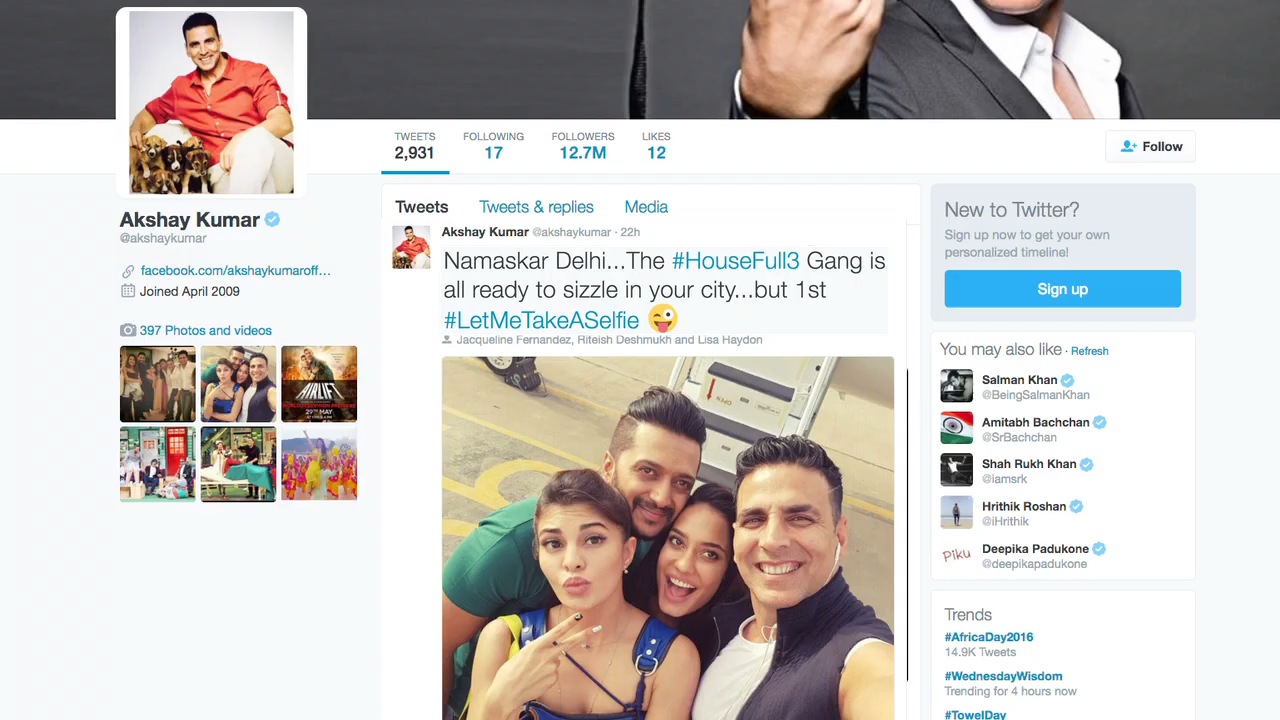 TWEETS
2,931
FOLLOWING
17
FOLLOWERS
12.7M
LIKES
12
Follow
Akshay Kumar
@akshaykumar
facebook.com/akshaykumaroff...
Joined April 2009
397 Photos and videos
AIRLIFT
29TH MAY
Tweets Tweets & replies Media
Akshay Kumar @akshaykumar · 22h
Namaskar Delhi...The #HouseFull3 Gang is
all ready to sizzle in your city...but 1st
#LetMeTakeASelfie 😜
Jacqueline Fernandez, Riteish Deshmukh and Lisa Haydon
New to Twitter?
Sign up now to get your own
personalized timeline!
Sign up
You may also like · Refresh
Salman Khan
@BeingSalmanKhan
Amitabh Bachchan
@SrBachchan
Shah Rukh Khan
@iamsrk
Hrithik Roshan
@iHrithik
PIKU
Deepika Padukone
@deepikapadukone
Trends
#AfricaDay2016
14.9K Tweets
#WednesdayWisdom
Trending for 4 hours now
#TowelDay